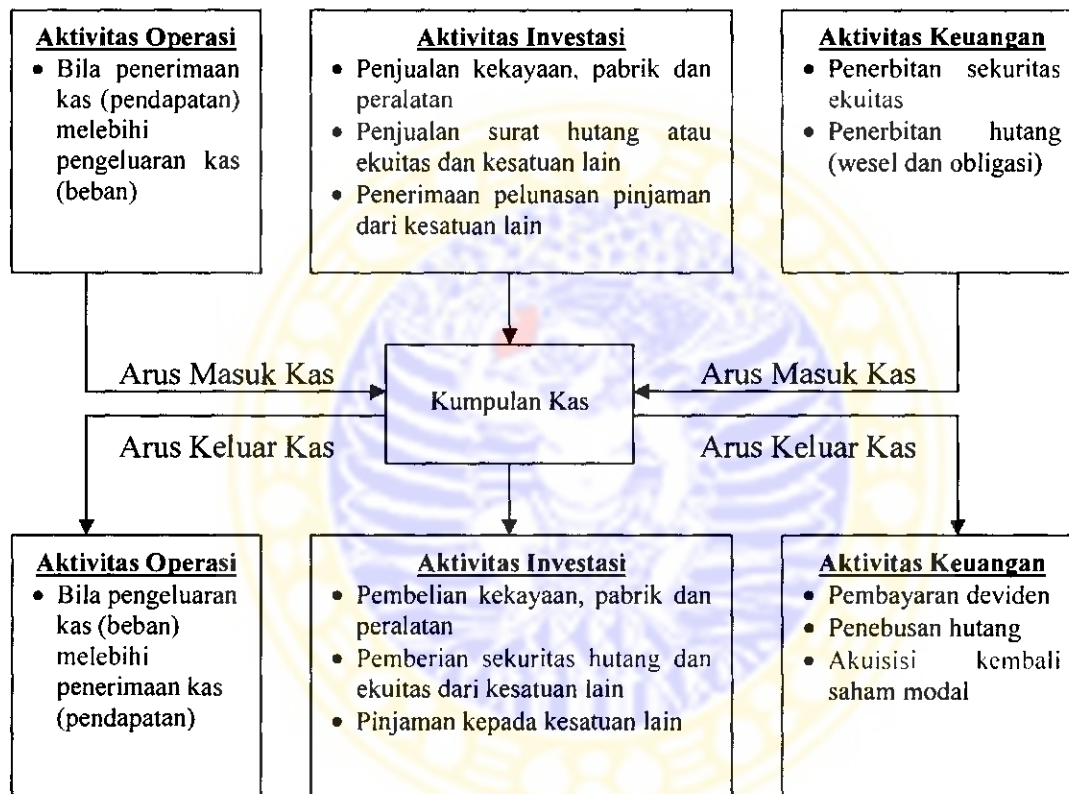 Aktivitas Operasi
• Bila penerimaan
kas (pendapatan)
melebihi
pengeluaran kas
(beban)
Aktivitas Investasi
• Penjualan kekayaan, pabrik dan
peralatan
• Penjualan surat hutang atau
ekuitas dan kesatuan lain
• Penerimaan pelunasan pinjaman
dari kesatuan lain
Aktivitas Keuangan
• Penerbitan sekuritas
ekuitas
• Penerbitan hutang
(wesel dan obligasi)
Arus Masuk Kas
Kumpulan Kas
Arus Masuk Kas
Arus Keluar Kas
Arus Keluar Kas
Aktivitas Operasi
• Bila pengeluaran
kas (beban)
melebihi
penerimaan kas
(pendapatan)
Aktivitas Investasi
• Pembelian kekayaan, pabrik dan
peralatan
• Pemberian sekuritas hutang dan
ekuitas dari kesatuan lain
• Pinjaman kepada kesatuan lain
Aktivitas Keuangan
• Pembayaran deviden
• Penebusan hutang
• Akuisisi kembali
saham modal